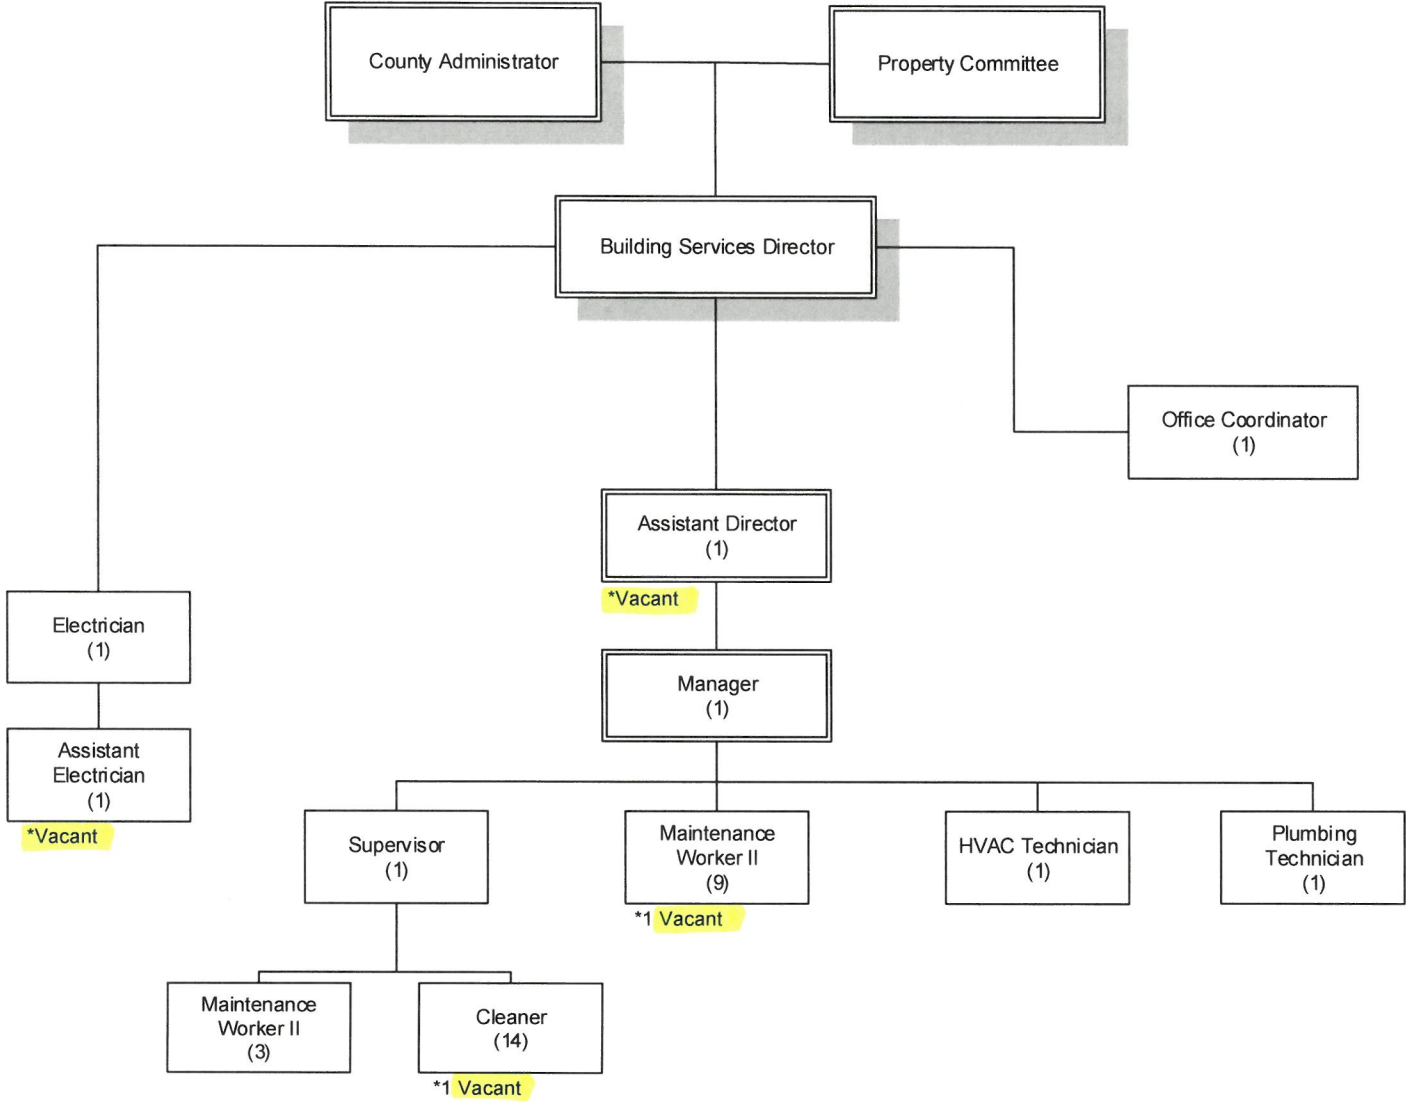 County Administrator
Property Committee
Building Services Director
Office Coordinator
(1)
Assistant Director
(1)
*Vacant
Electrician
(1)
Manager
(1)
Assistant
Electrician
(1)
*Vacant
Supervisor
(1)
Maintenance
Worker II
(9)
*1 Vacant
HVAC Technician
(1)
Plumbing
Technician
(1)
Maintenance
Worker II
(3)
Cleaner
(14)
*1 Vacant